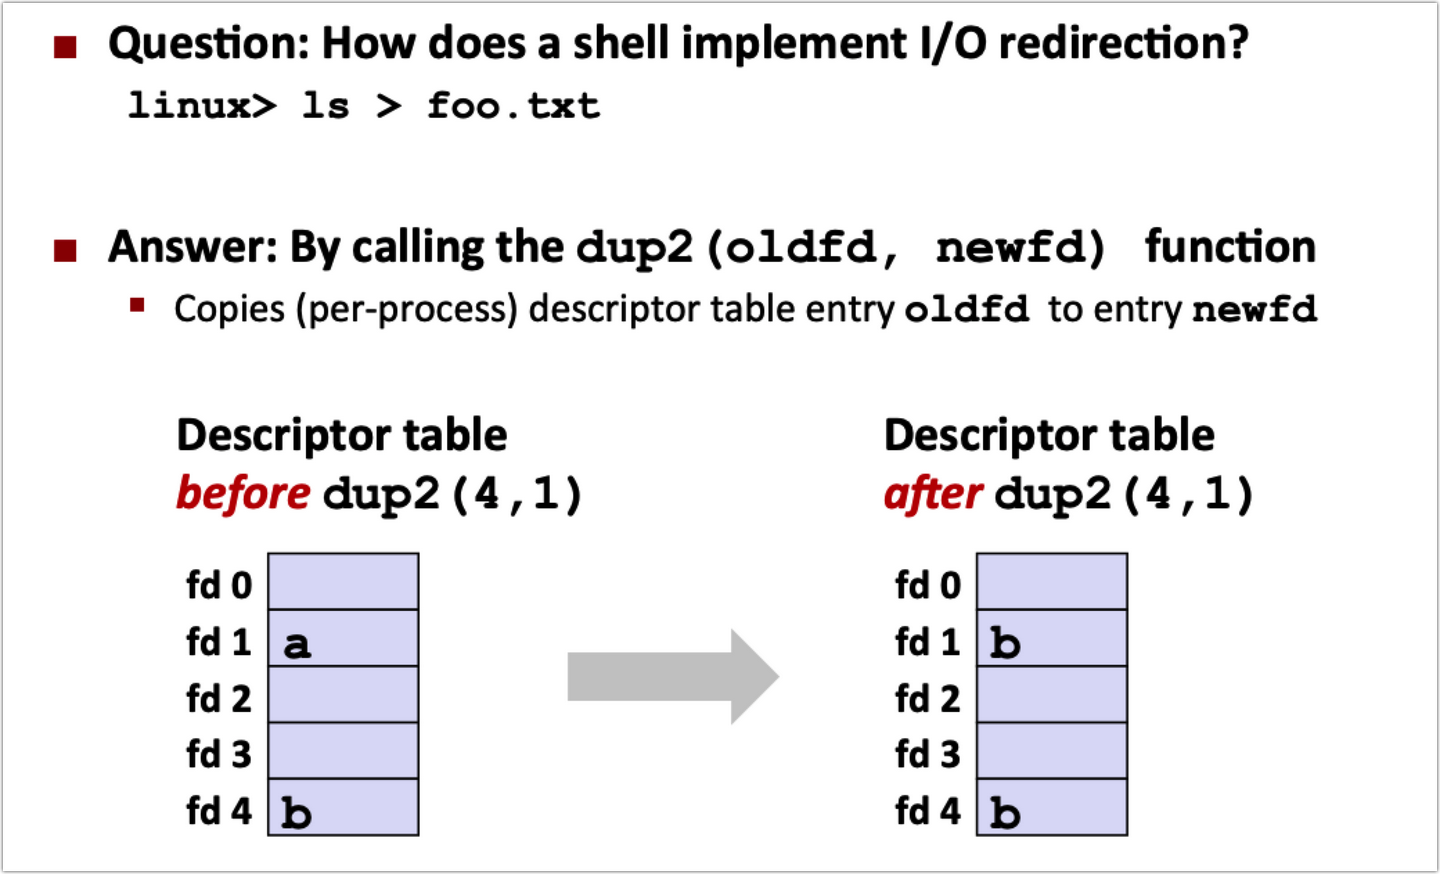 Question: How does a shell implement I/O redirection?
linux> ls > foo.txt
Answer: By calling the dup2(oldfd, newfd) function
Copies (per-process) descriptor table entry oldfd to entry newfd
Descriptor table
before dup2(4,1)
fd 0
fd 1 a
fd 2
fd 3
fd 4 b
Descriptor table
after dup2(4,1)
fd 0
fd 1 b
fd 2
fd 3
fd 4 b